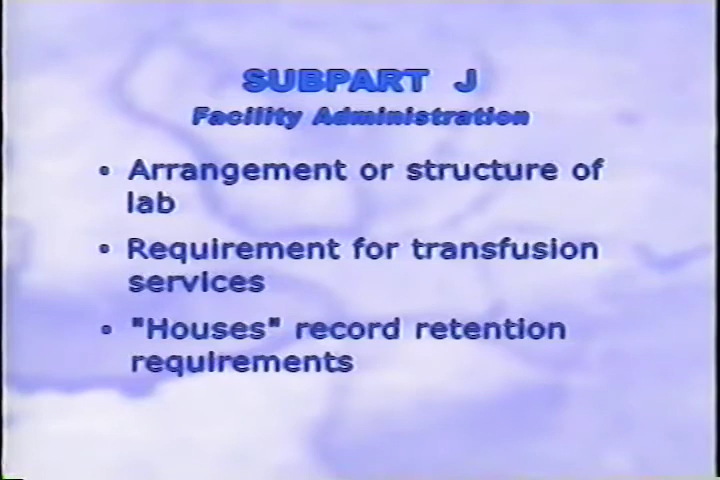 SUBPART J
Facility Administration
• Arrangement or structure of
lab
• Requirement for transfusion
services
• "Houses" record retention
requirements